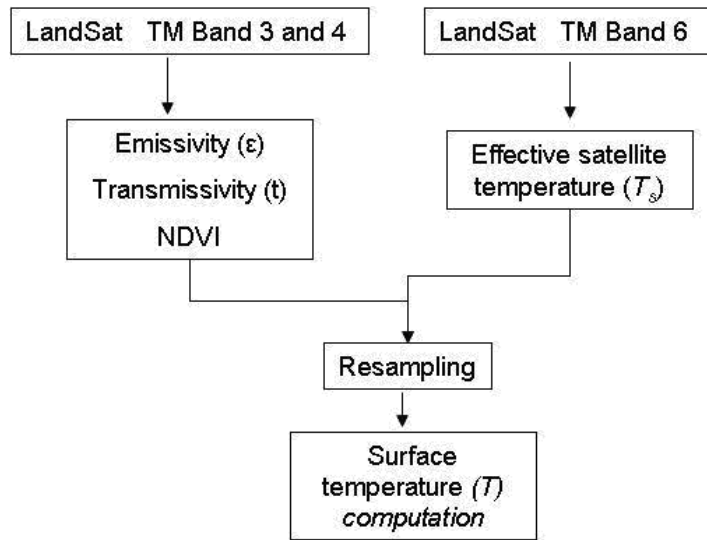 LandSat TM Band 3 and 4
LandSat TM Band 6
Emissivity (ε)
Transmissivity (t)
NDVI
Effective satellite
temperature (Ts)
Resampling
Surface
temperature (T)
computation